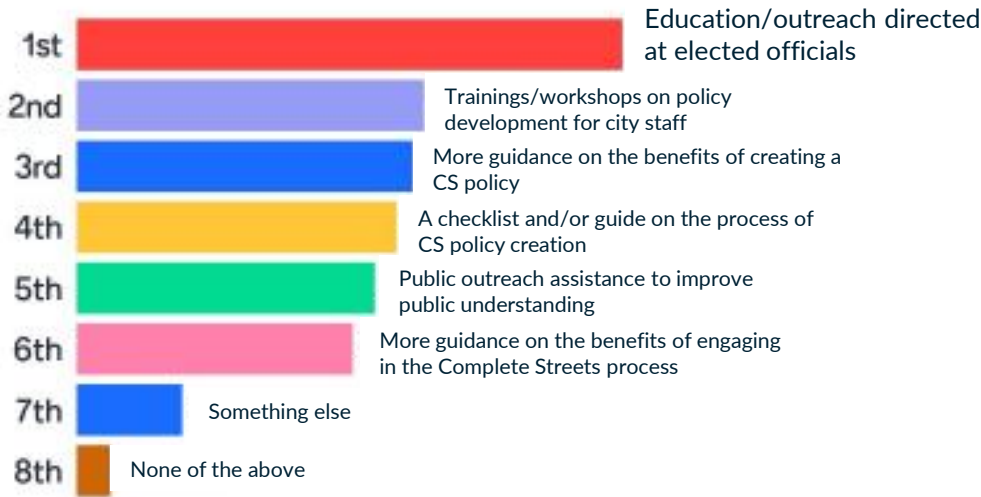 1st
Education/outreach directed
at elected officials
2nd
Trainings/workshops on policy
development for city staff
3rd
More guidance on the benefits of creating a
CS policy
4th
A checklist and/or guide on the process of
CS policy creation
5th
Public outreach assistance to improve
public understanding
6th
More guidance on the benefits of engaging
in the Complete Streets process
7th
Something else
8th
None of the above